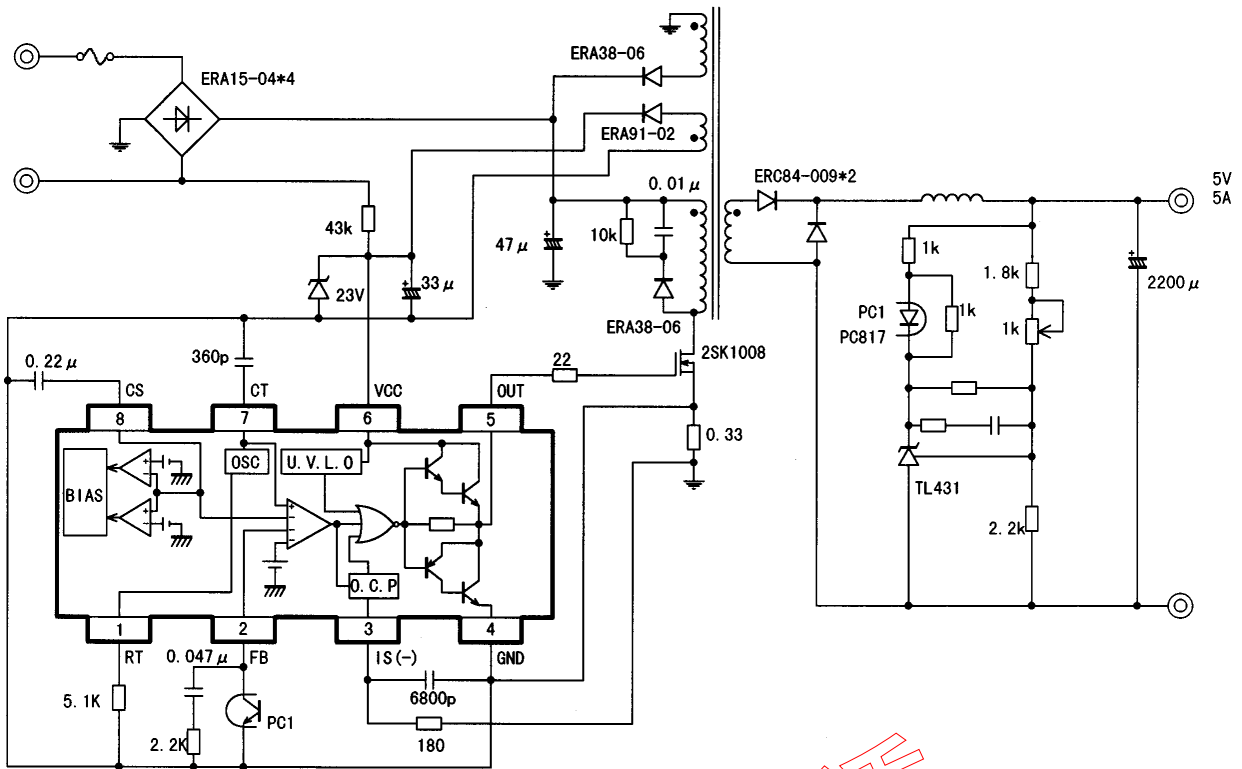 ERA38-06
ERA15-04*4
ERA91-02
ERC84-009*2
5V
5A
0.01μ
43k
10k
47μ
1k
1.8k
2200μ
23V
33μ
PC1
PC817
1k
1k
ERA38-06
0.22μ
360p
22
2SK1008
CS
CT
VCC
OUT
8
7
6
5
0.33
OSC
U.V.L.O
BIAS
+
-
+
-
+
-
-
-
TL431
2.2k
O.C.P
1
2
3
4
RT
FB
IS(-)
GND
0.047μ
6800p
5.1K
PC1
2.2K
180